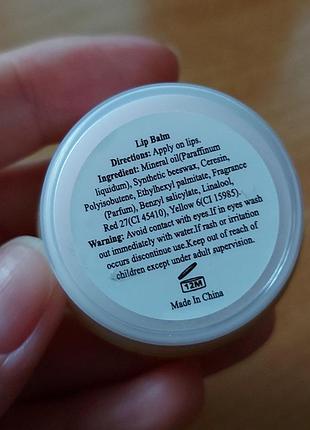 Lip Balm
Directions: Apply on lips.
Ingredient: Mineral oil(Paraffinum
liquidum), Synthetic beeswax, Ceresin,
Polyisobutene, Ethylhexyl palmitate, Fragrance
(Parfum), Benzyl salicylate, Linalool,
Red 27(CI 45410), Yellow 6(CI 15985).
Warning: Avoid contact with eyes.If in eyes wash
out immediately with water.If rash or irritation
occurs discontinue use.Keep out of reach of
children except under adult supervision.
12M
Made In China